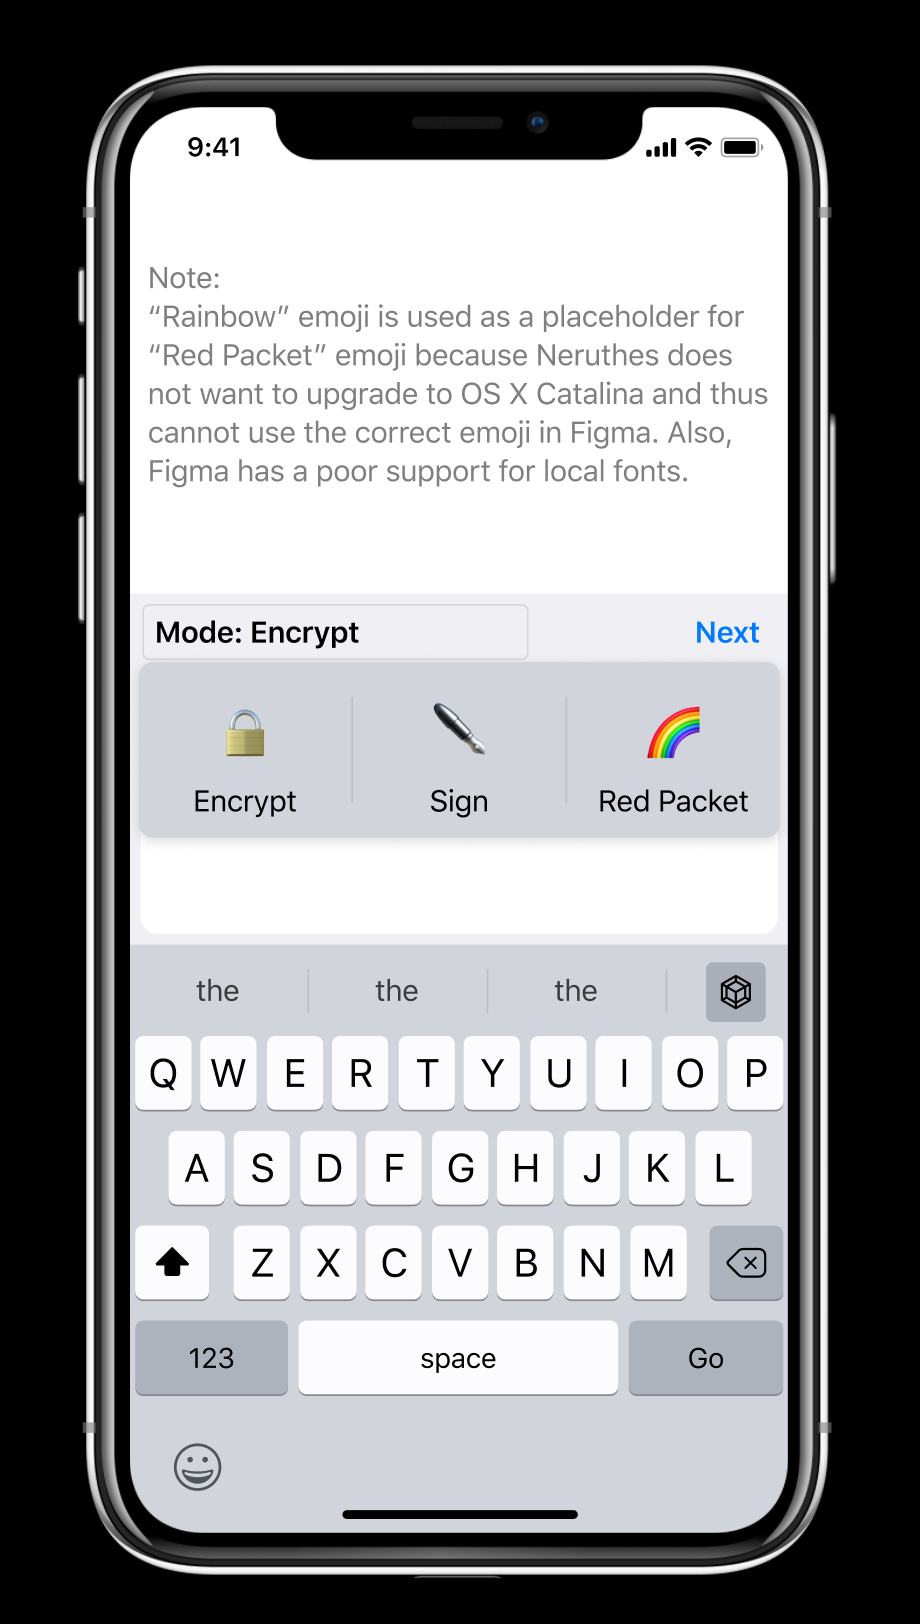 9:41
Note:
“Rainbow” emoji is used as a placeholder for
“Red Packet” emoji because Neruthes does
not want to upgrade to OS X Catalina and thus
cannot use the correct emoji in Figma. Also,
Figma has a poor support for local fonts.
Mode: Encrypt Next
Encrypt Sign Red Packet
the the the
Q W E R T Y U I O P
A S D F G H J K L
Z X C V B N M
123 space Go